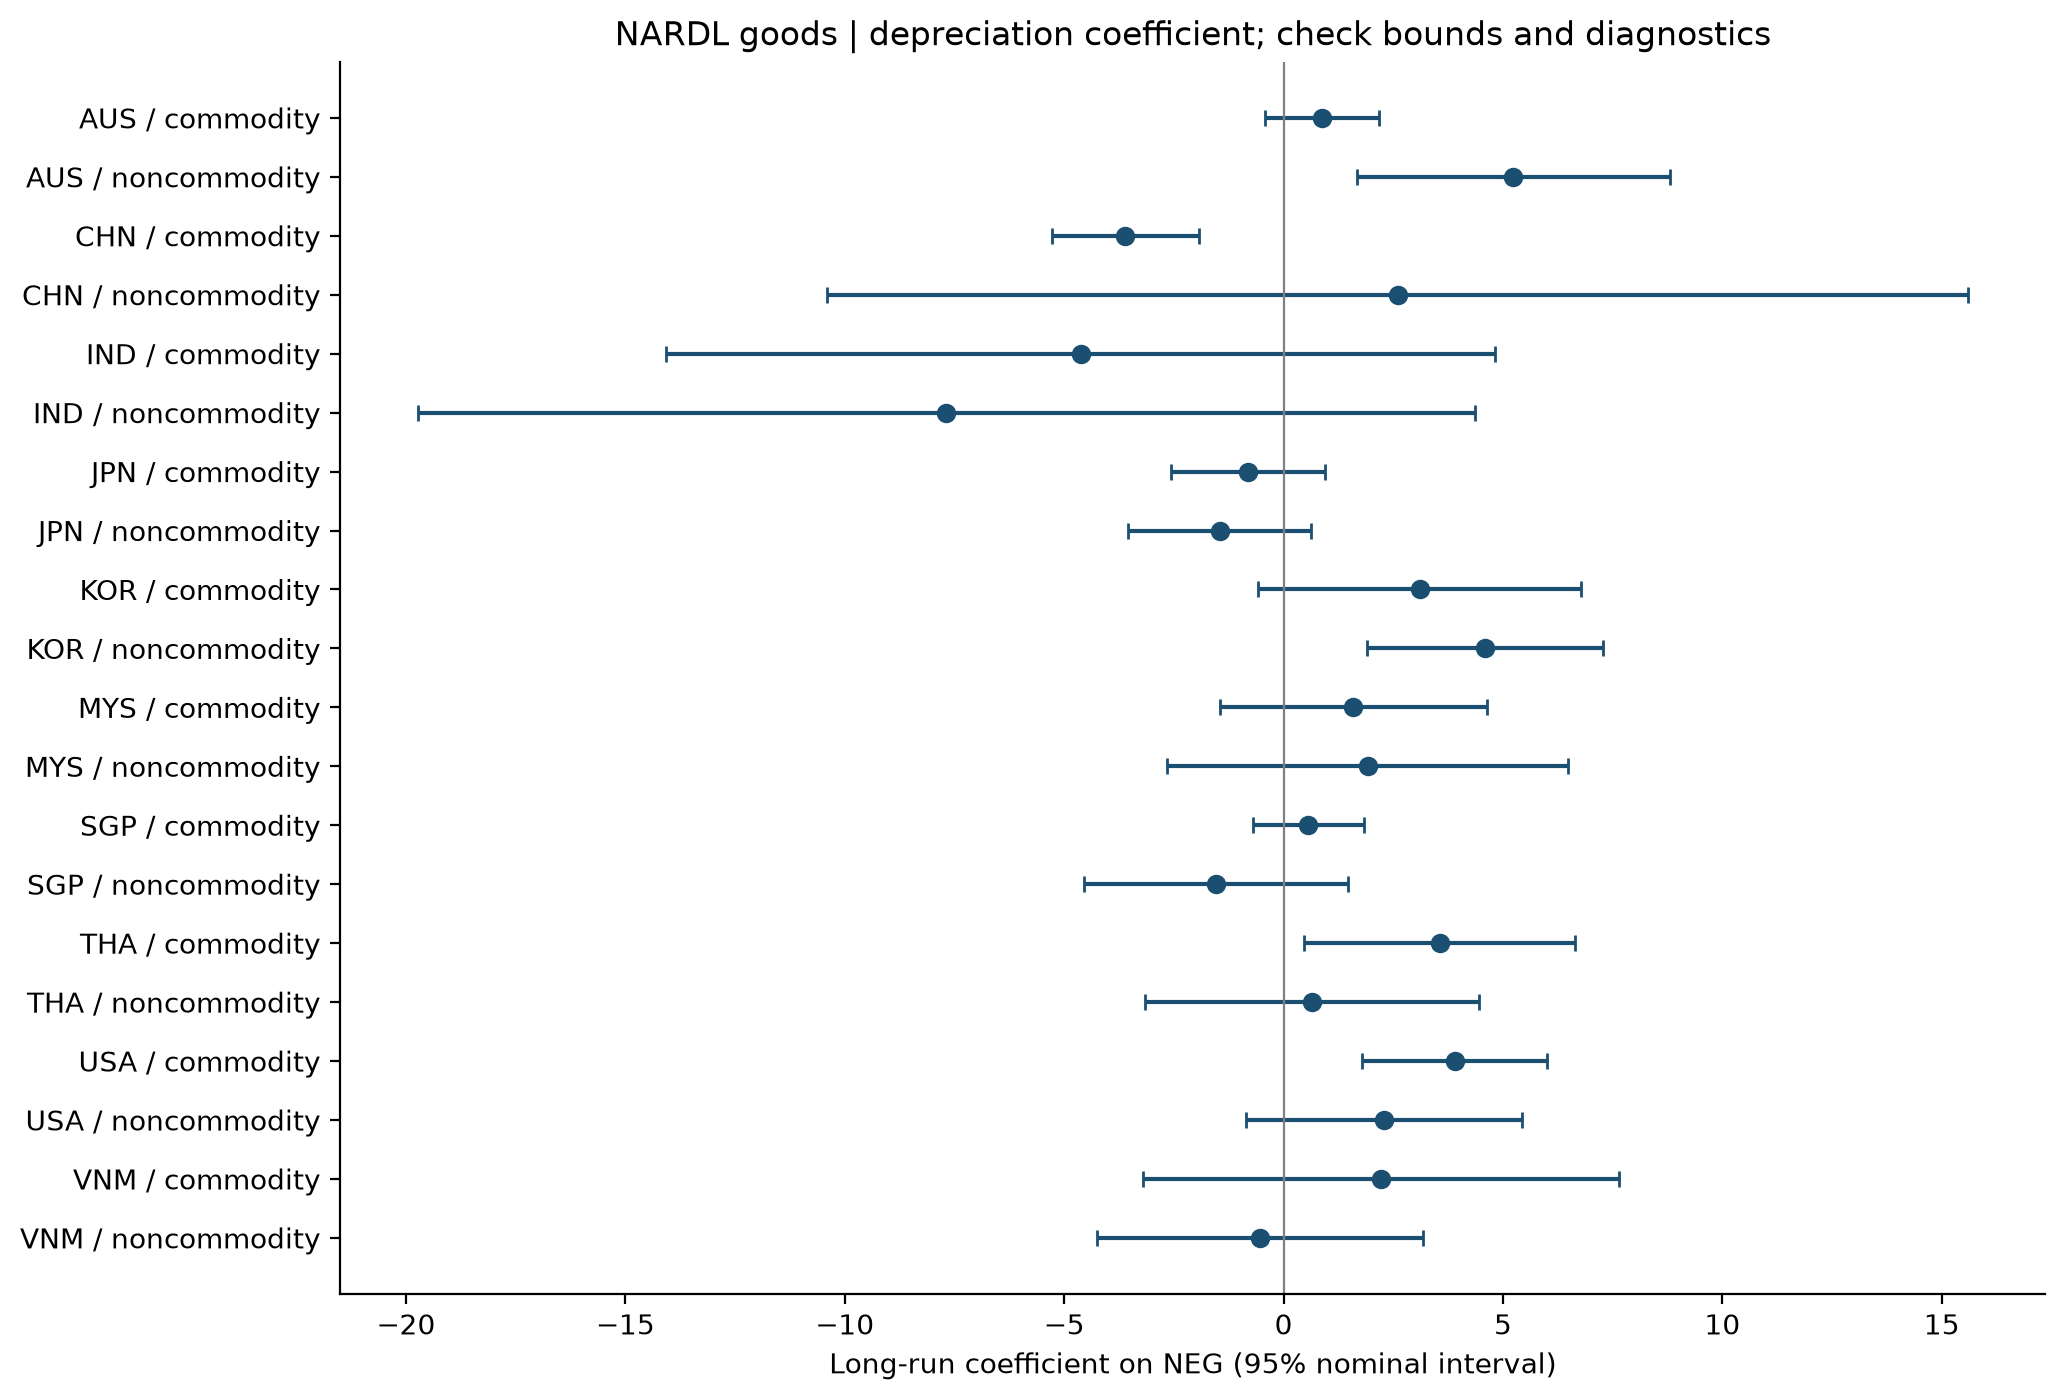 NARDL goods | depreciation coefficient; check bounds and diagnostics
AUS / commodity
AUS / noncommodity
CHN / commodity
CHN / noncommodity
IND / commodity
IND / noncommodity
JPN / commodity
JPN / noncommodity
KOR / commodity
KOR / noncommodity
MYS / commodity
MYS / noncommodity
SGP / commodity
SGP / noncommodity
THA / commodity
THA / noncommodity
USA / commodity
USA / noncommodity
VNM / commodity
VNM / noncommodity
−20 −15 −10 −5 0 5 10 15
Long-run coefficient on NEG (95% nominal interval)